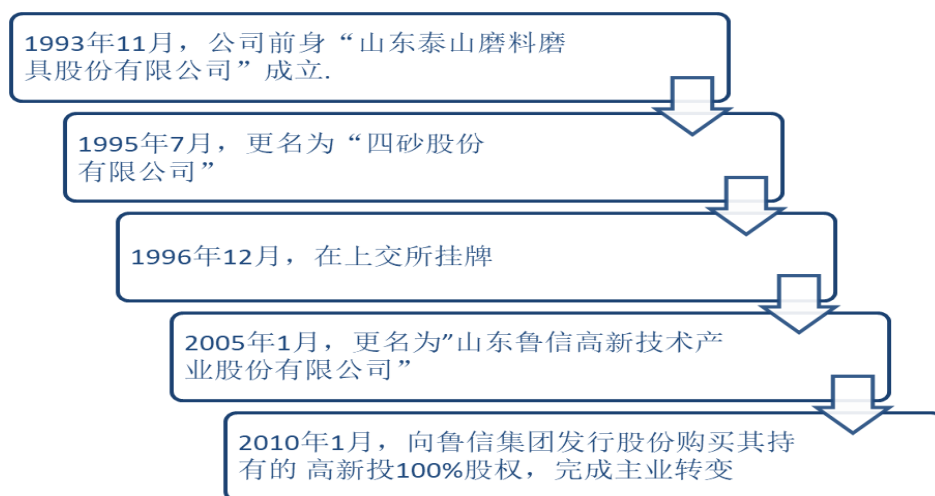 1993年11月，公司前身“山东泰山磨料磨
具股份有限公司”成立.
1995年7月，更名为“四砂股份
有限公司”
1996年12月，在上交所挂牌
2005年1月，更名为”山东鲁信高新技术产
业股份有限公司”
2010年1月，向鲁信集团发行股份购买其持
有的 高新投100%股权，完成主业转变